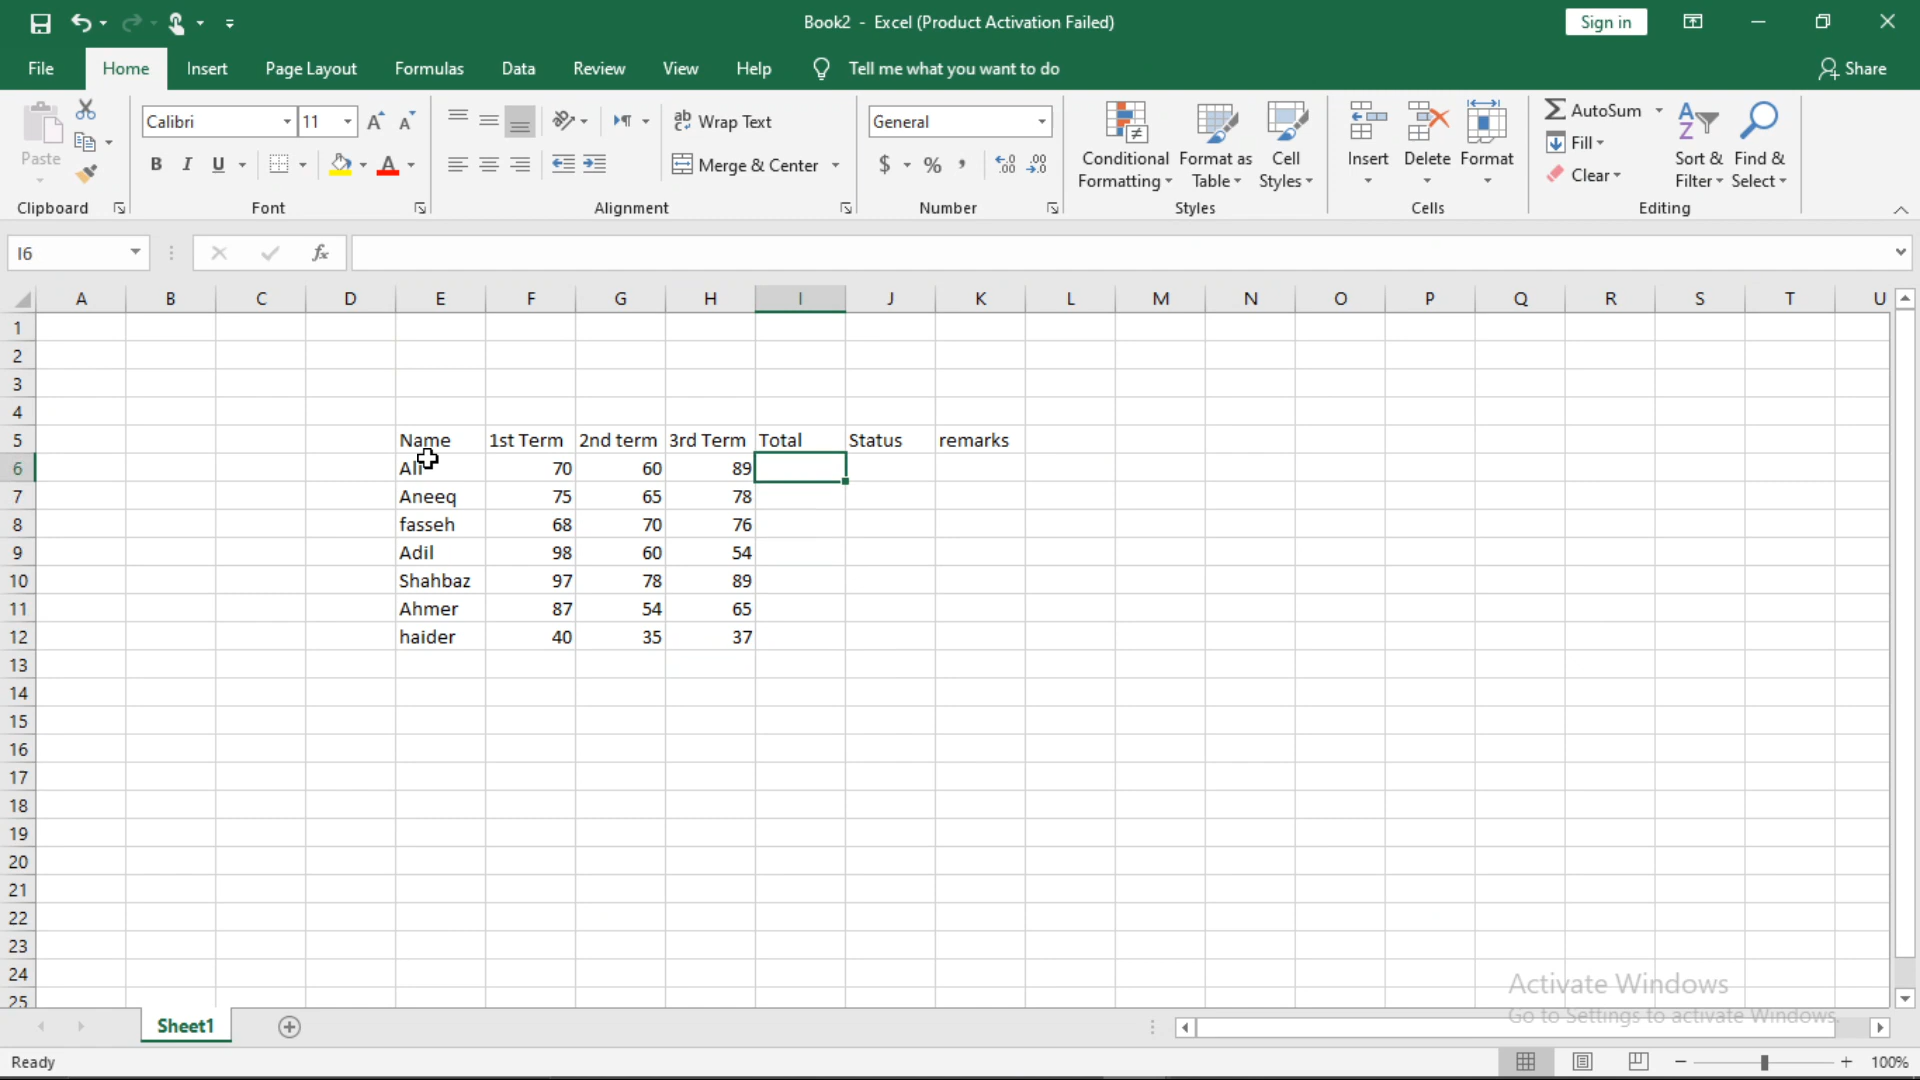 Book2 - Excel (Product Activation Failed)
Sign in
File Home Insert Page Layout Formulas Data Review View Help Tell me what you want to do Share
Paste
Clipboard
Calibri 11
B I U A
Font
Wrap Text
Merge & Center
Alignment
General
$ % ,
Number
Conditional Formatting
Format as Table
Cell Styles
Styles
Insert Delete Format
Cells
AutoSum
Fill
Clear
Sort & Filter
Find & Select
Editing
I6 fx
A B C D E F G H I J K L M N O P Q R S T U
1
2
3
4
5 Name 1st Term 2nd term 3rd Term Total Status remarks
6 Ali 70 60 89
7 Aneeq 75 65 78
8 fasseh 68 70 76
9 Adil 98 60 54
10 Shahbaz 97 78 89
11 Ahmer 87 54 65
12 haider 40 35 37
13
14
15
16
17
18
19
20
21
22
23
24
25
Activate Windows
Go to Settings to activate Windows.
Sheet1
Ready 100%